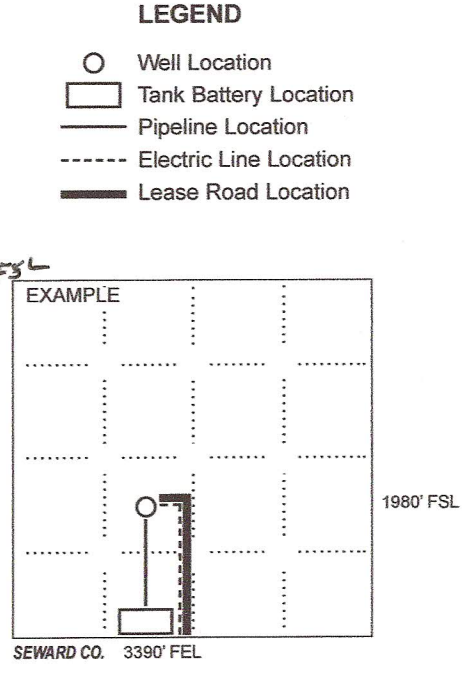 LEGEND
Well Location
Tank Battery Location
Pipeline Location
Electric Line Location
Lease Road Location
FSL
EXAMPLE
1980' FSL
SEWARD CO. 3390' FEL